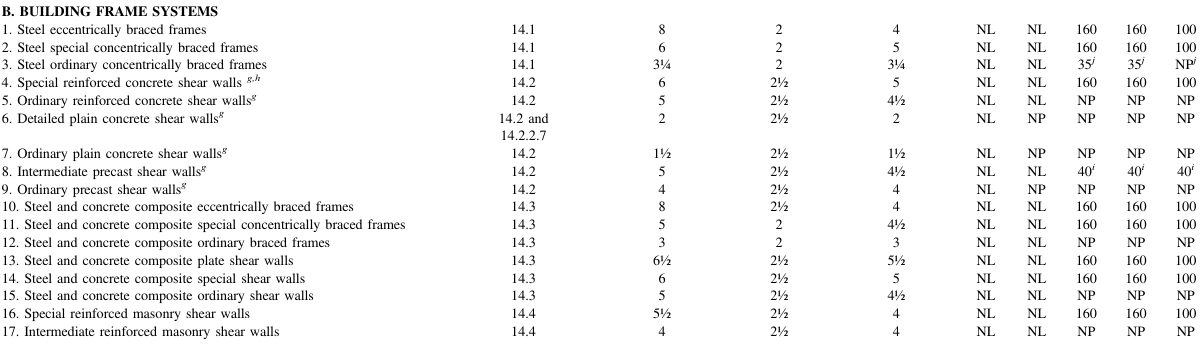 B. BUILDING FRAME SYSTEMS
1. Steel eccentrically braced frames 14.1 8 2 4 NL NL 160 160 100
2. Steel special concentrically braced frames 14.1 6 2 5 NL NL 160 160 100
3. Steel ordinary concentrically braced frames 14.1 3¼ 2 3¼ NL NL 35ʲ 35ʲ NPʲ
4. Special reinforced concrete shear walls ᵍ,ʰ 14.2 6 2½ 5 NL NL 160 160 100
5. Ordinary reinforced concrete shear wallsᵍ 14.2 5 2½ 4½ NL NL NP NP NP
6. Detailed plain concrete shear wallsᵍ 14.2 and 2 2½ 2 NL NP NP NP NP
14.2.2.7
7. Ordinary plain concrete shear wallsᵍ 14.2 1½ 2½ 1½ NL NP NP NP NP
8. Intermediate precast shear wallsᵍ 14.2 5 2½ 4½ NL NL 40ⁱ 40ⁱ 40ⁱ
9. Ordinary precast shear wallsᵍ 14.2 4 2½ 4 NL NP NP NP NP
10. Steel and concrete composite eccentrically braced frames 14.3 8 2½ 4 NL NL 160 160 100
11. Steel and concrete composite special concentrically braced frames 14.3 5 2 4½ NL NL 160 160 100
12. Steel and concrete composite ordinary braced frames 14.3 3 2 3 NL NL NP NP NP
13. Steel and concrete composite plate shear walls 14.3 6½ 2½ 5½ NL NL 160 160 100
14. Steel and concrete composite special shear walls 14.3 6 2½ 5 NL NL 160 160 100
15. Steel and concrete composite ordinary shear walls 14.3 5 2½ 4½ NL NL NP NP NP
16. Special reinforced masonry shear walls 14.4 5½ 2½ 4 NL NL 160 160 100
17. Intermediate reinforced masonry shear walls 14.4 4 2½ 4 NL NL NP NP NP